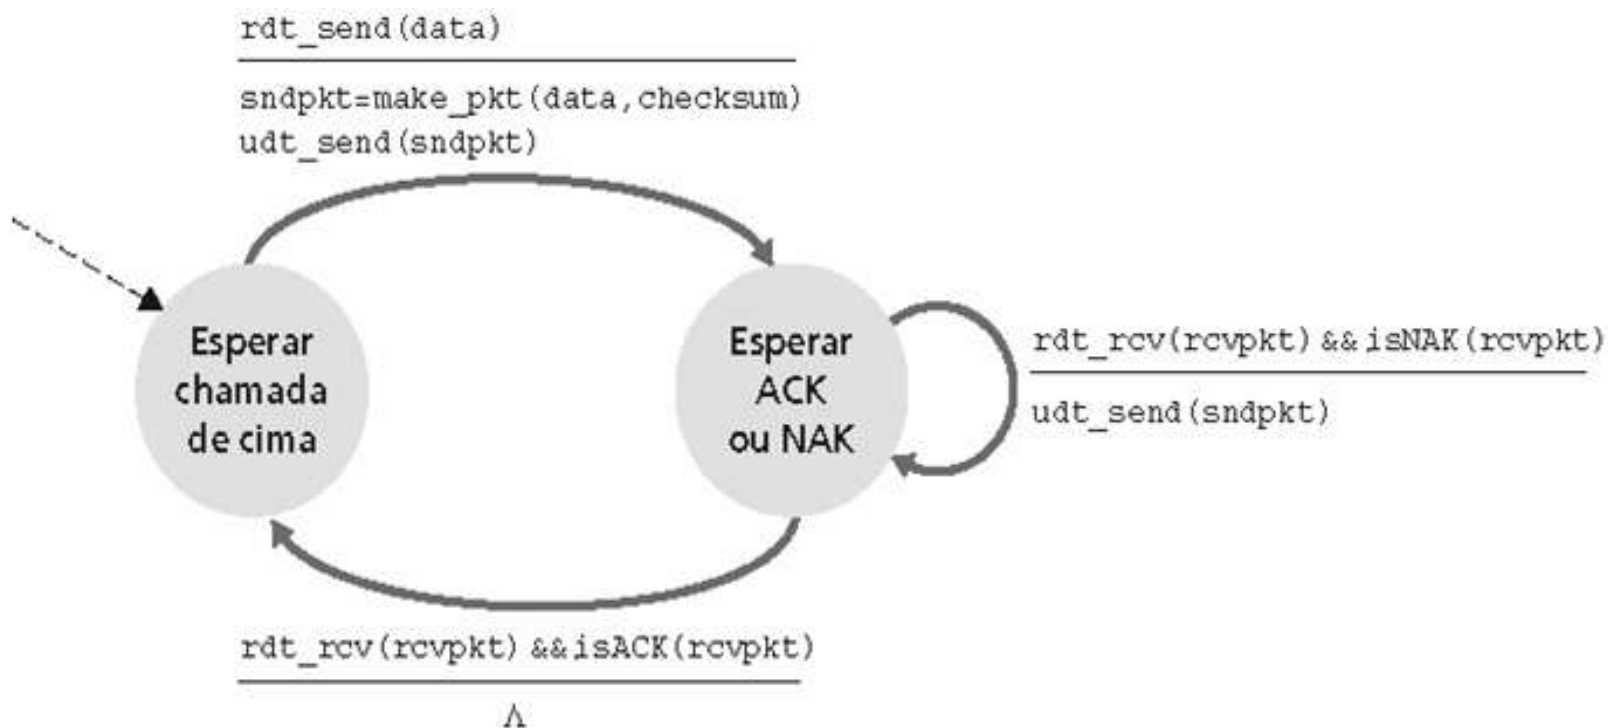 rdt_send(data)
sndpkt=make_pkt(data,checksum)
udt_send(sndpkt)
Esperar
chamada
de cima
Esperar
ACK
ou NAK
rdt_rcv(rcvpkt) && isNAK(rcvpkt)
udt_send(sndpkt)
rdt_rcv(rcvpkt) && isACK(rcvpkt)
Λ